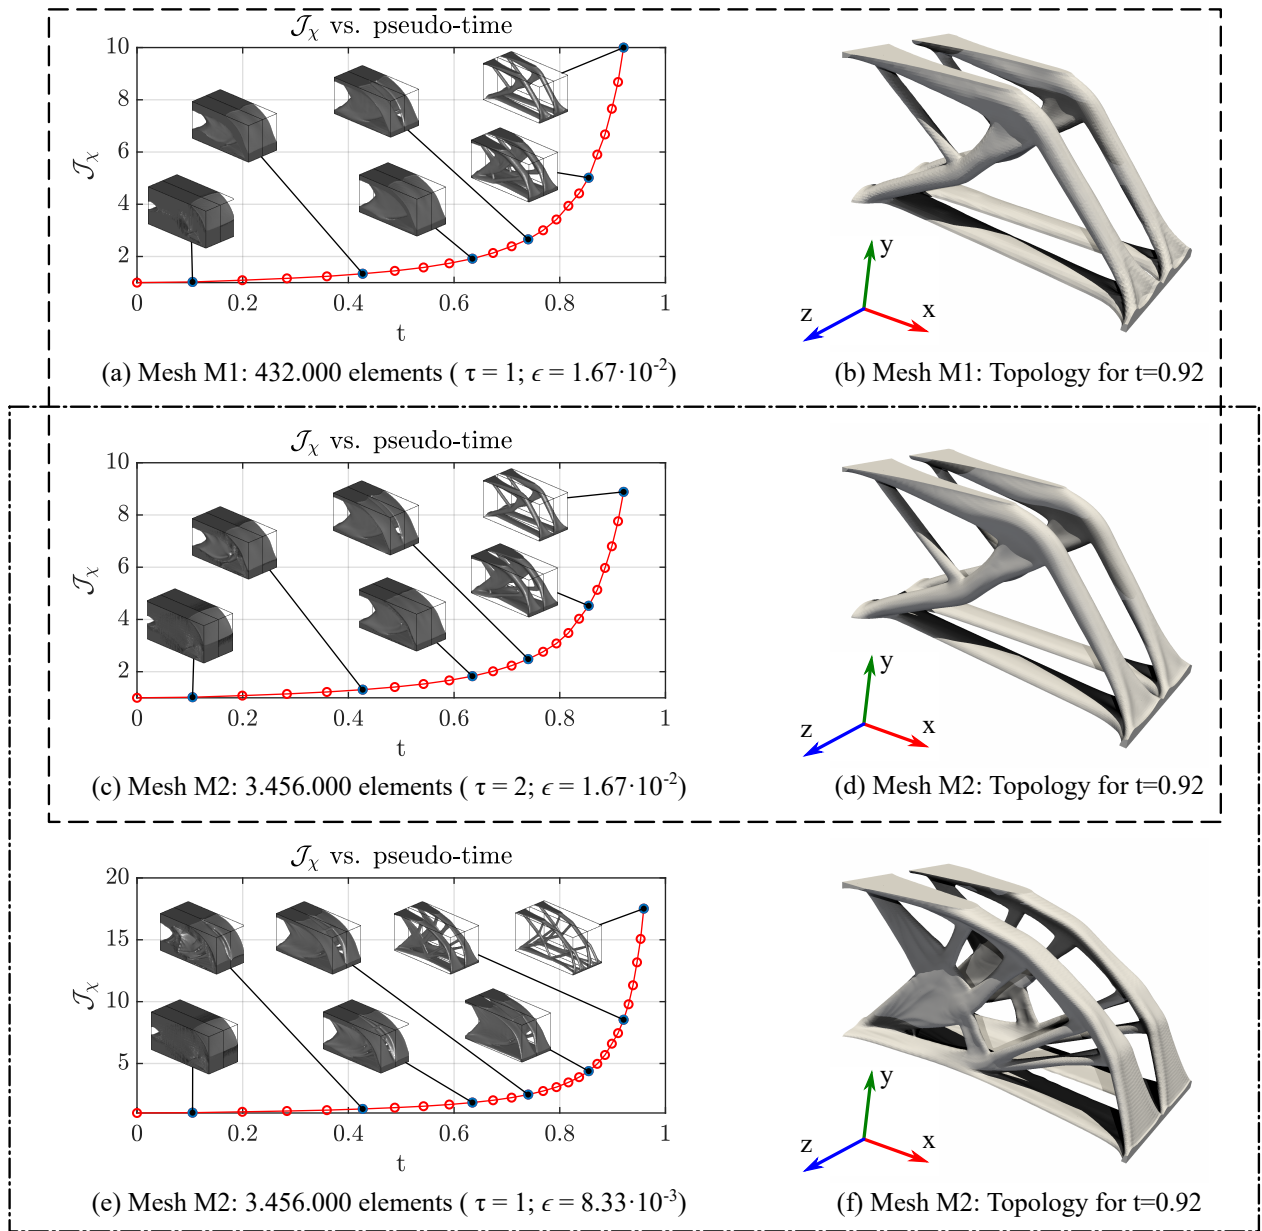 𝒥χ vs. pseudo-time
10
8
6
4
2
𝒥χ
0 0.2 0.4 0.6 0.8 1
t
y
x
z
(a) Mesh M1: 432.000 elements ( τ = 1; ϵ = 1.67·10⁻²)
(b) Mesh M1: Topology for t=0.92
𝒥χ vs. pseudo-time
10
8
6
4
2
𝒥χ
0 0.2 0.4 0.6 0.8 1
t
y
x
z
(c) Mesh M2: 3.456.000 elements ( τ = 2; ϵ = 1.67·10⁻²)
(d) Mesh M2: Topology for t=0.92
𝒥χ vs. pseudo-time
20
15
10
5
𝒥χ
0 0.2 0.4 0.6 0.8 1
t
y
x
z
(e) Mesh M2: 3.456.000 elements ( τ = 1; ϵ = 8.33·10⁻³)
(f) Mesh M2: Topology for t=0.92